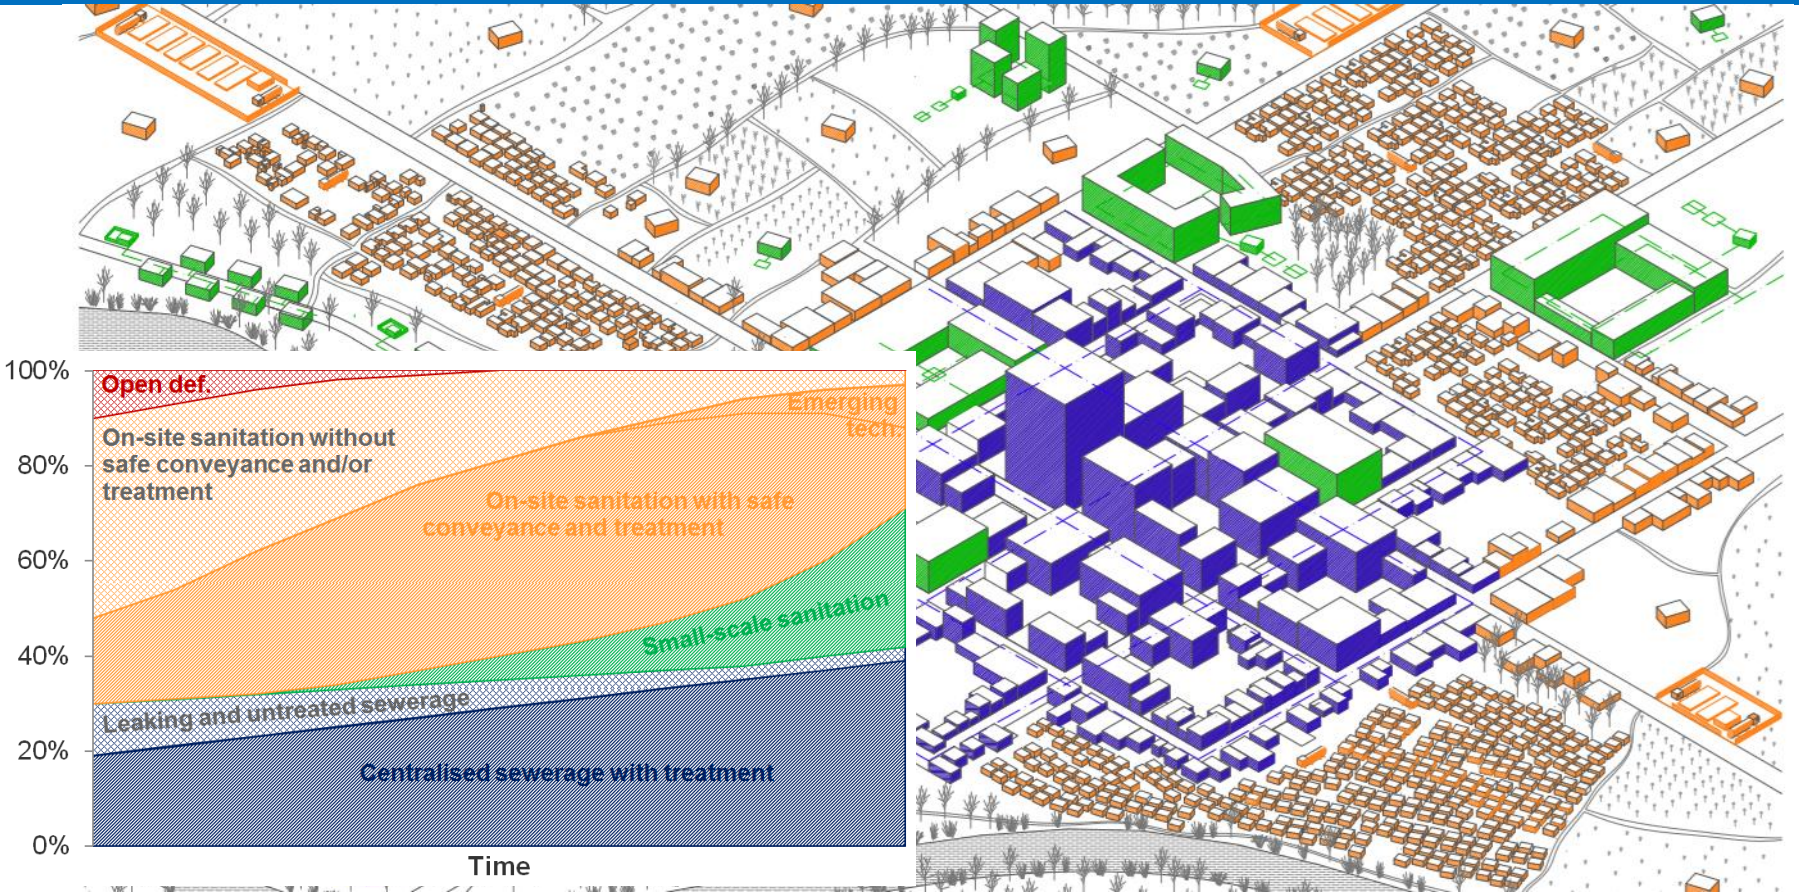 100%
80%
60%
40%
20%
0%
Open def.
On-site sanitation without
safe conveyance and/or
treatment
Emerging
tech.
On-site sanitation with safe
conveyance and treatment
Small-scale sanitation
Leaking and untreated sewerage
Centralised sewerage with treatment
Time